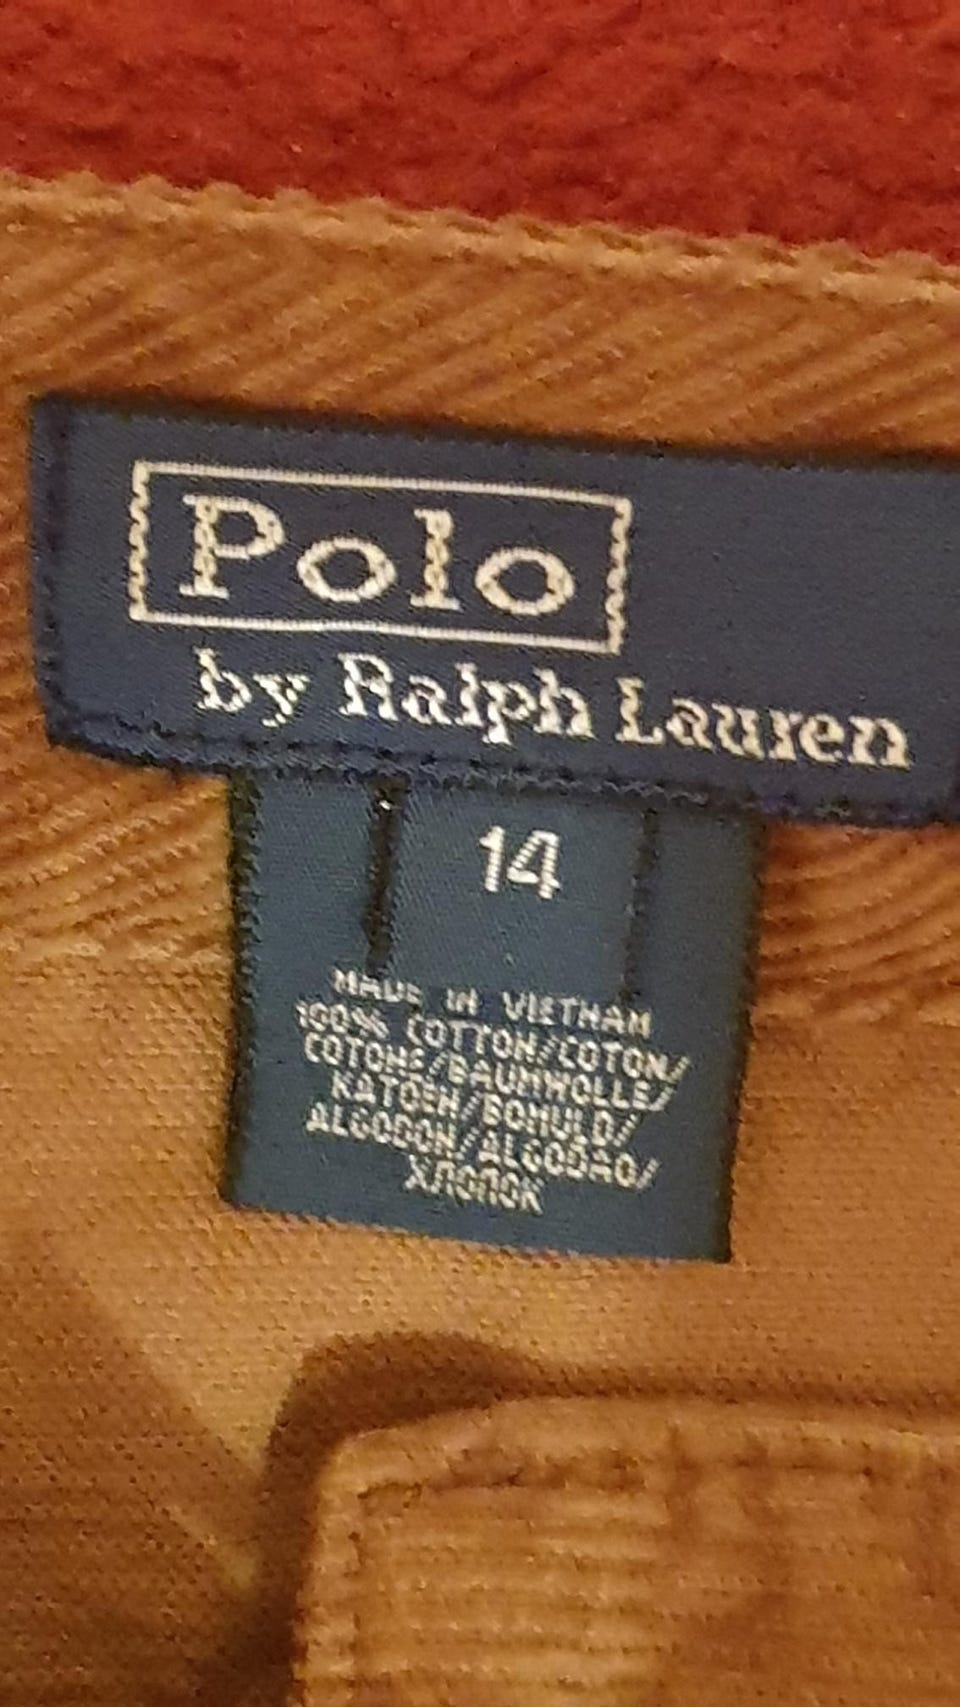 Polo
by Ralph Lauren
14
MADE IN VIETNAM
100% COTTON/COTON/
COTONE/BAUMWOLLE/
KATOEN/BOMULD/
ALGODON/ALGODAO/
ХЛОПОК